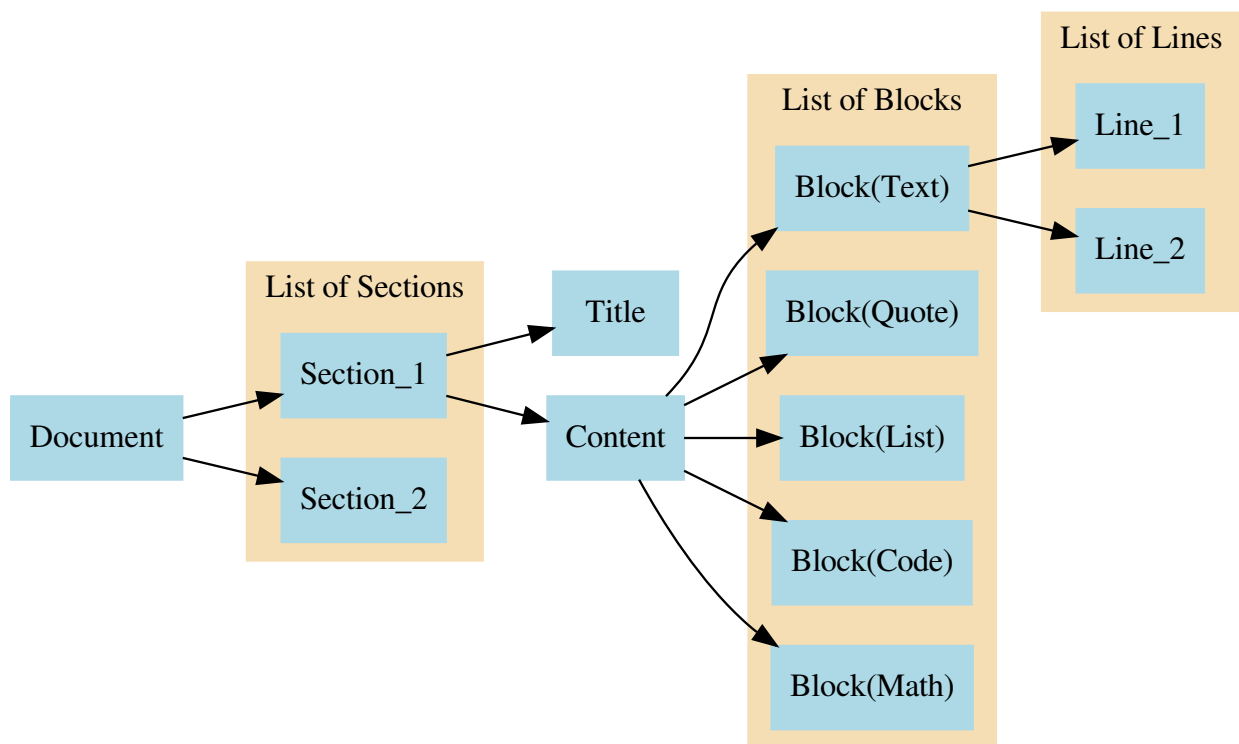 Document
List of Sections
Section_1
Section_2
Title
Content
List of Blocks
Block(Text)
Block(Quote)
Block(List)
Block(Code)
Block(Math)
List of Lines
Line_1
Line_2